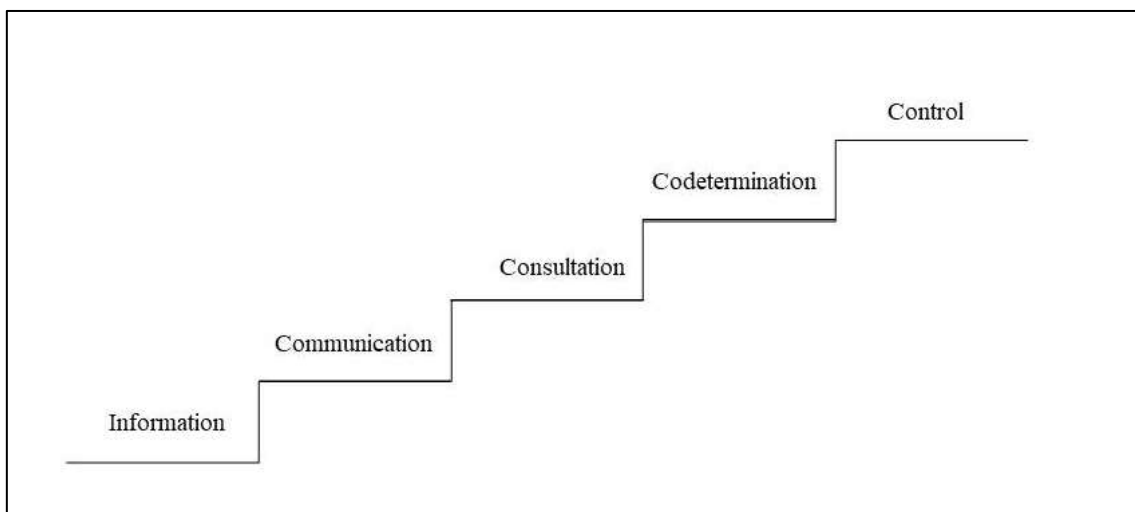 Control
Codetermination
Consultation
Communication
Information